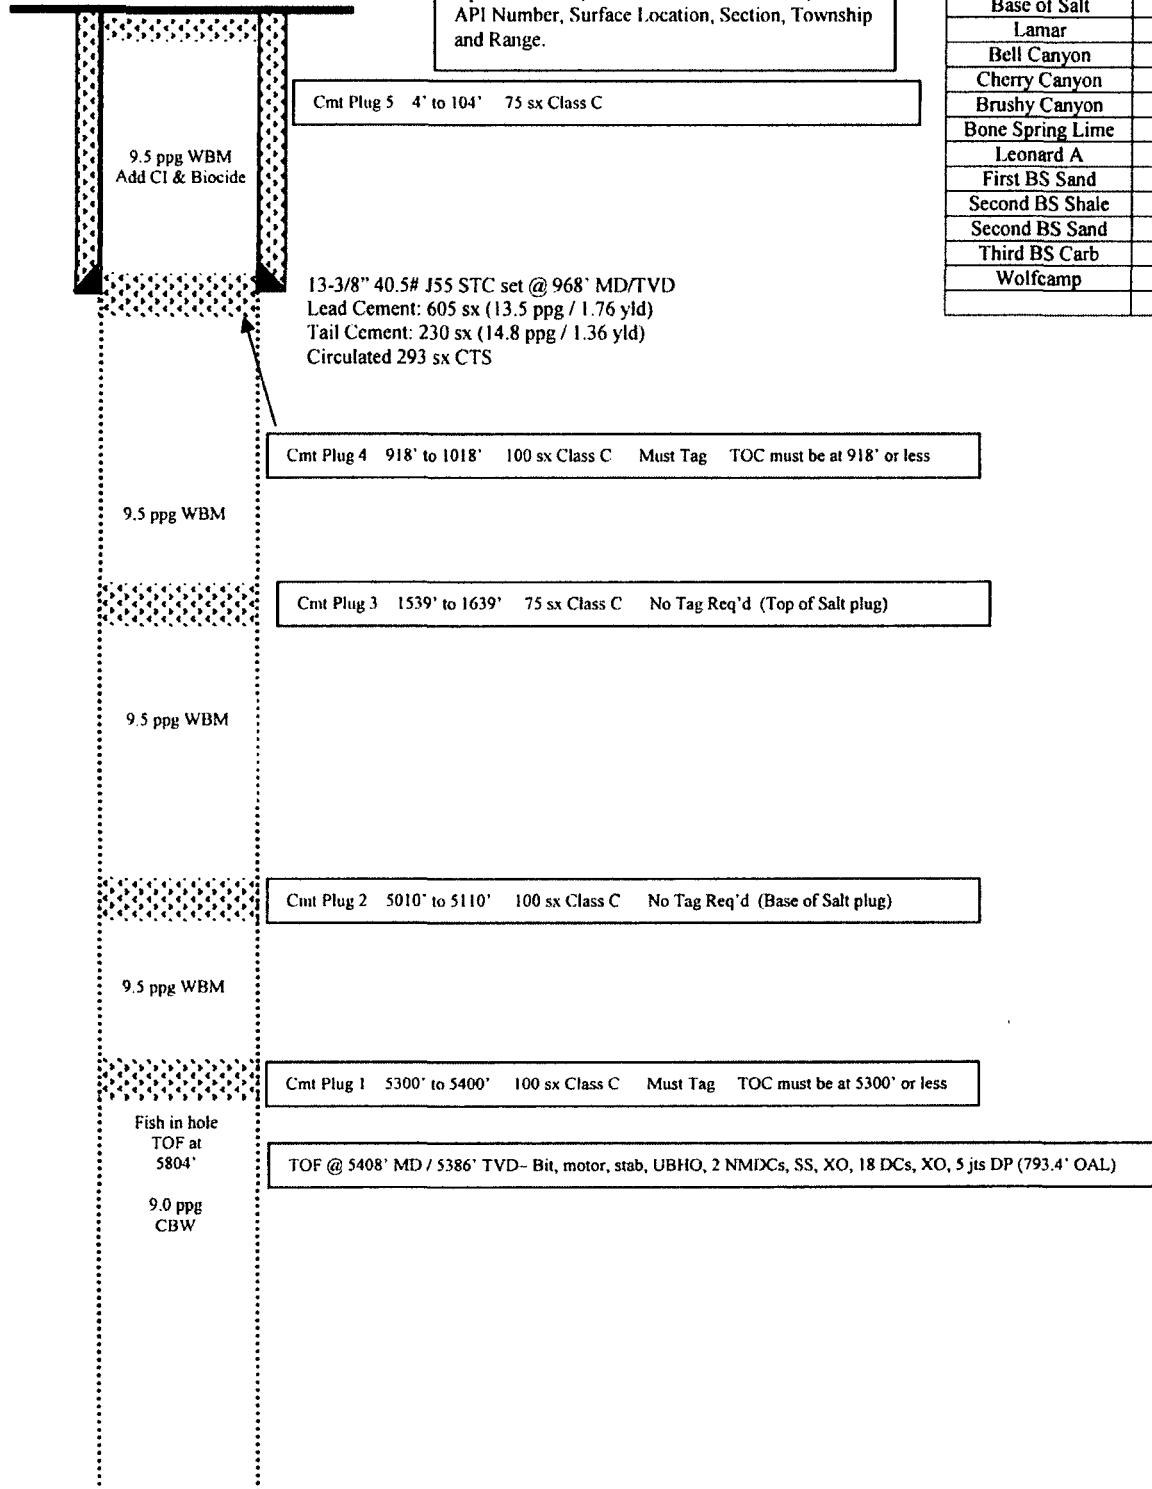 API Number, Surface Location, Section, Township
and Range.
Base of Salt
Lamar
Bell Canyon
Cherry Canyon
Brushy Canyon
Bone Spring Lime
Leonard A
First BS Sand
Second BS Shale
Second BS Sand
Third BS Carb
Wolfcamp
Cmt Plug 5 4' to 104' 75 sx Class C
9.5 ppg WBM
Add CI & Biocide
13-3/8" 40.5# J55 STC set @ 968' MD/TVD
Lead Cement: 605 sx (13.5 ppg / 1.76 yld)
Tail Cement: 230 sx (14.8 ppg / 1.36 yld)
Circulated 293 sx CTS
Cmt Plug 4 918' to 1018' 100 sx Class C Must Tag TOC must be at 918' or less
9.5 ppg WBM
Cmt Plug 3 1539' to 1639' 75 sx Class C No Tag Req'd (Top of Salt plug)
9.5 ppg WBM
Cmt Plug 2 5010' to 5110' 100 sx Class C No Tag Req'd (Base of Salt plug)
9.5 ppg WBM
Cmt Plug 1 5300' to 5400' 100 sx Class C Must Tag TOC must be at 5300' or less
Fish in hole
TOF at
5804'
TOF @ 5408' MD / 5386' TVD– Bit, motor, stab, UBHO, 2 NMDCs, SS, XO, 18 DCs, XO, 5 jts DP (793.4' OAL)
9.0 ppg
CBW